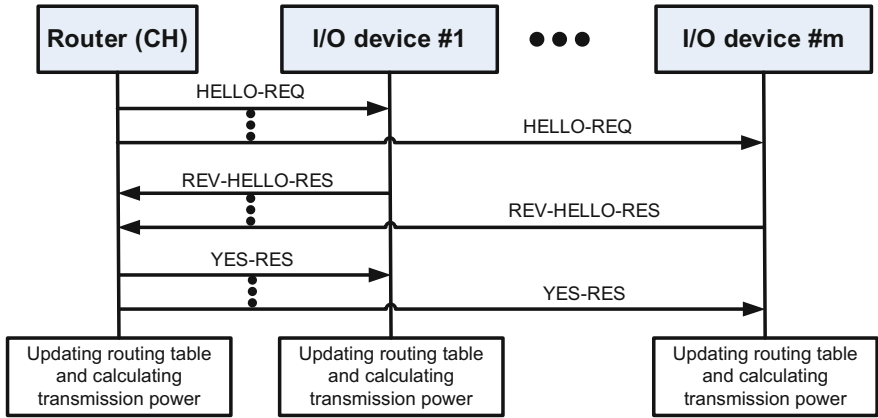 Router (CH)
I/O device #1
I/O device #m
HELLO-REQ
HELLO-REQ
REV-HELLO-RES
REV-HELLO-RES
YES-RES
YES-RES
Updating routing table
and calculating
transmission power
Updating routing table
and calculating
transmission power
Updating routing table
and calculating
transmission power